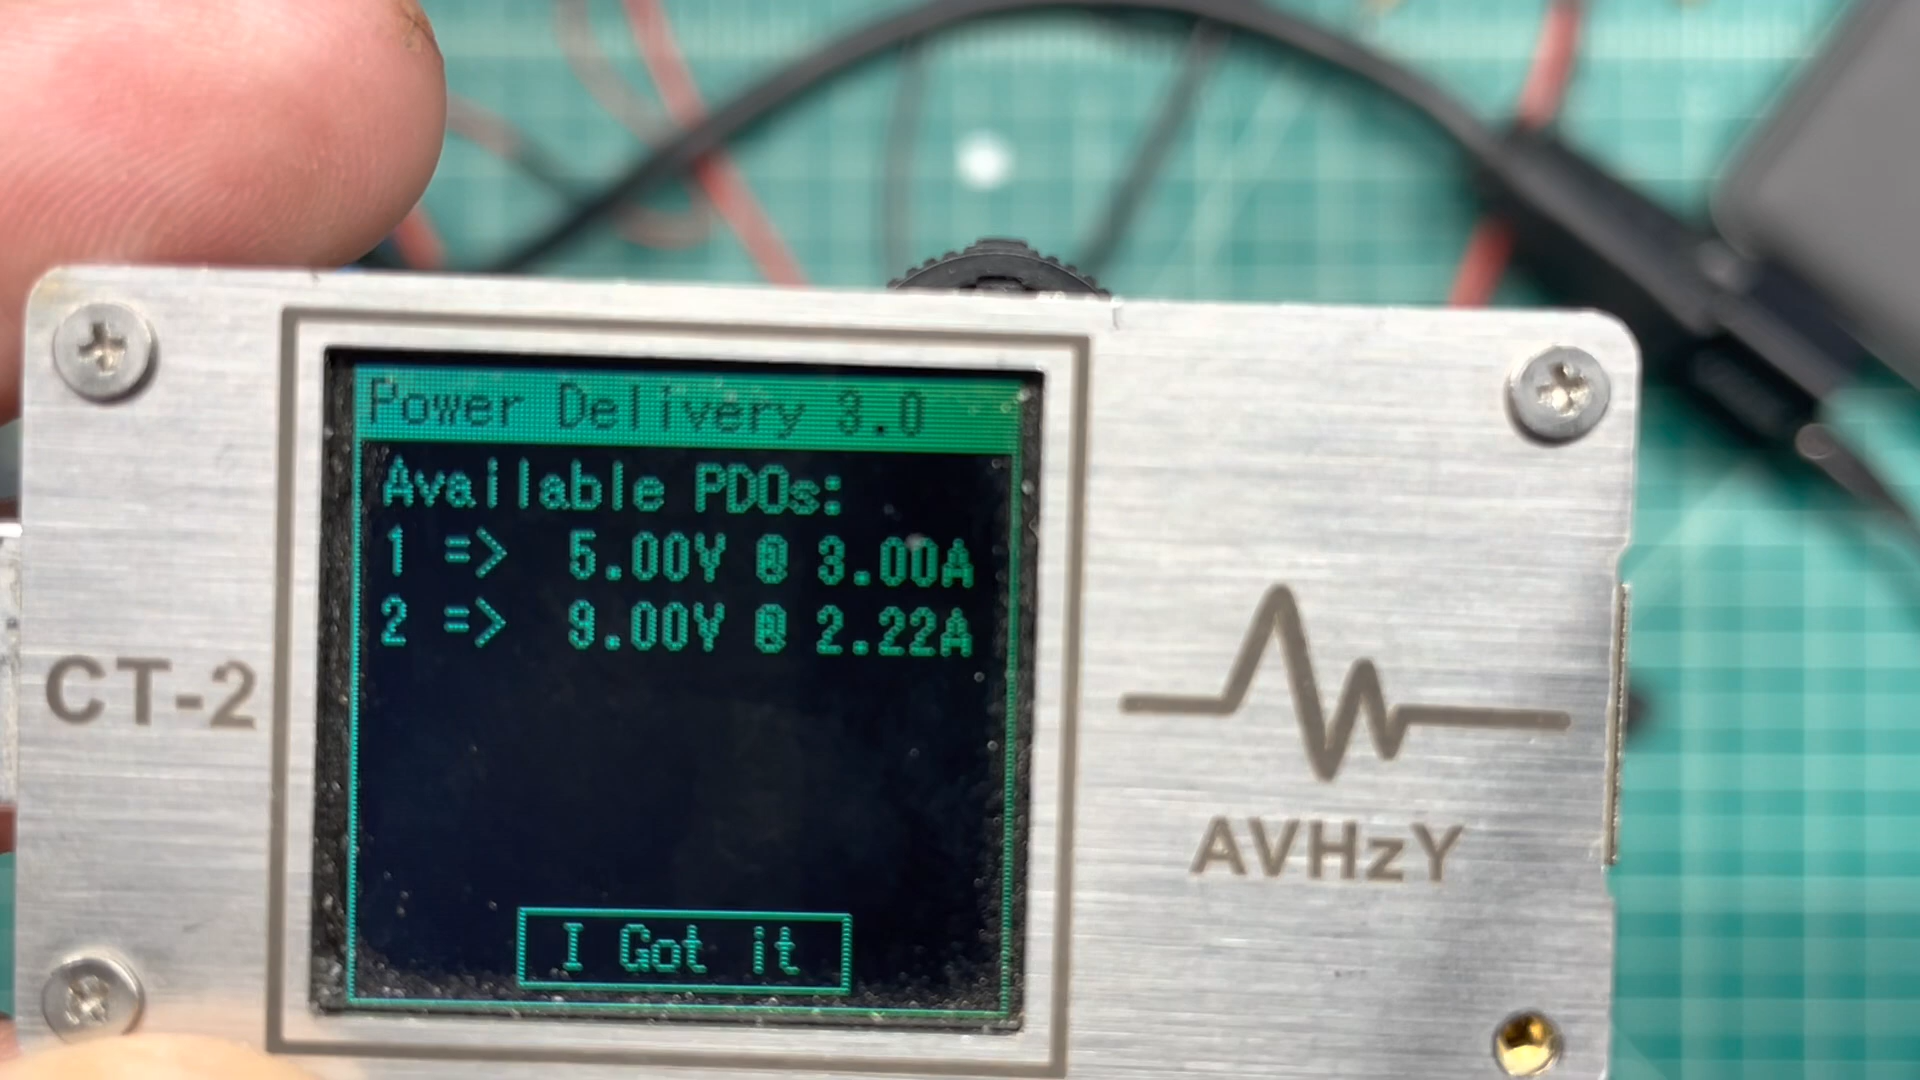 Power Delivery 3.0
Available PDOs:
1 => 5.00V @ 3.00A
2 => 9.00V @ 2.22A
I Got it
CT-2
AVHzY